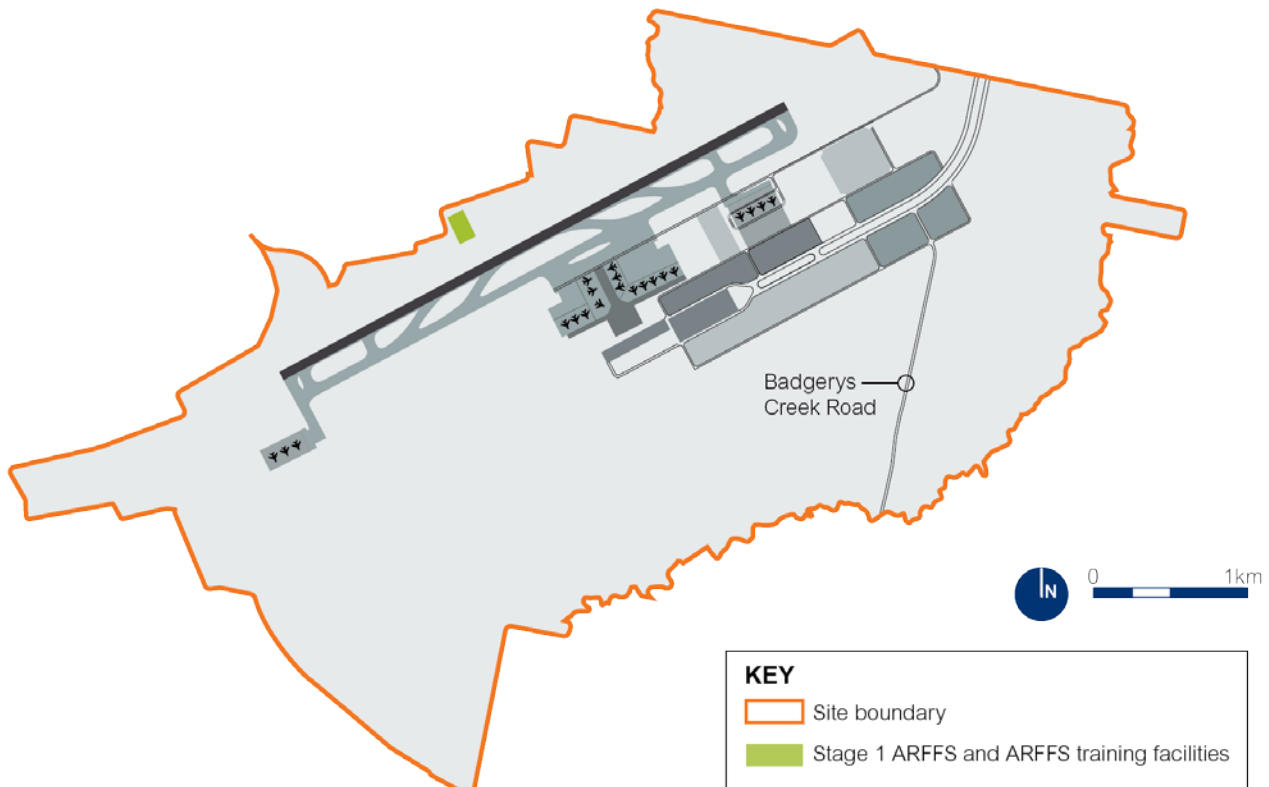 Badgerys
Creek Road
N
0 1km
KEY
Site boundary
Stage 1 ARFFS and ARFFS training facilities